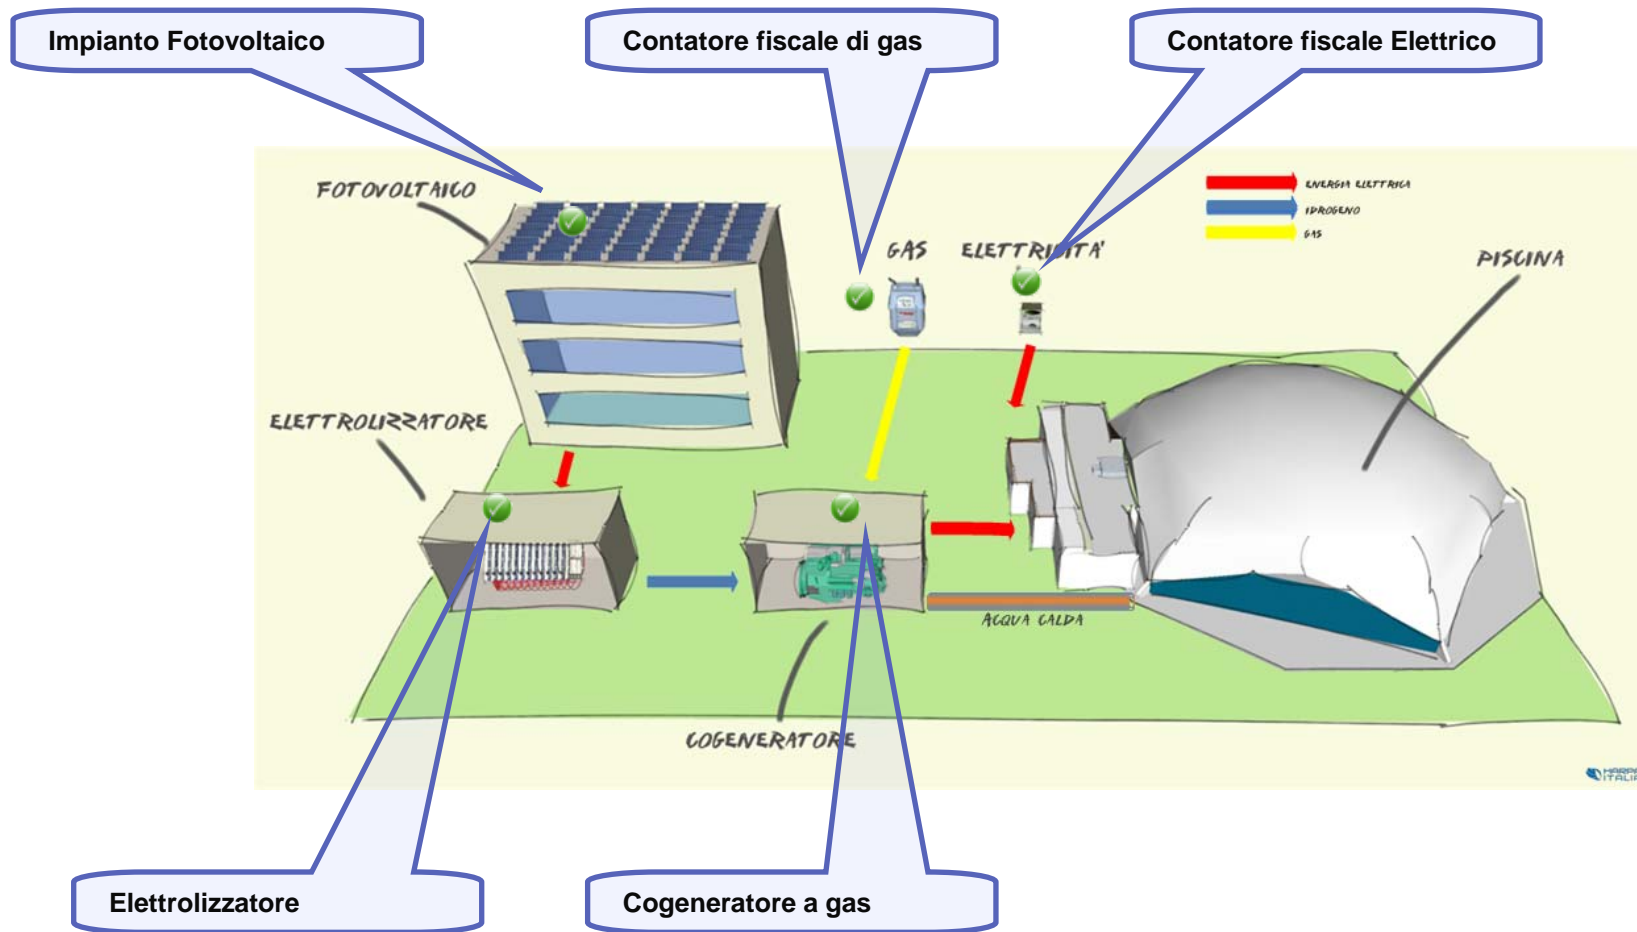 Impianto Fotovoltaico
Contatore fiscale di gas
Contatore fiscale Elettrico
FOTOVOLTAICO
GAS
ELETTRICITA'
ENERGIA ELETTRICA
IDROGENO
GAS
PISCINA
ELETTROLIZZATORE
ACQUA CALDA
COGENERATORE
ITALIA
Elettrolizzatore
Cogeneratore a gas